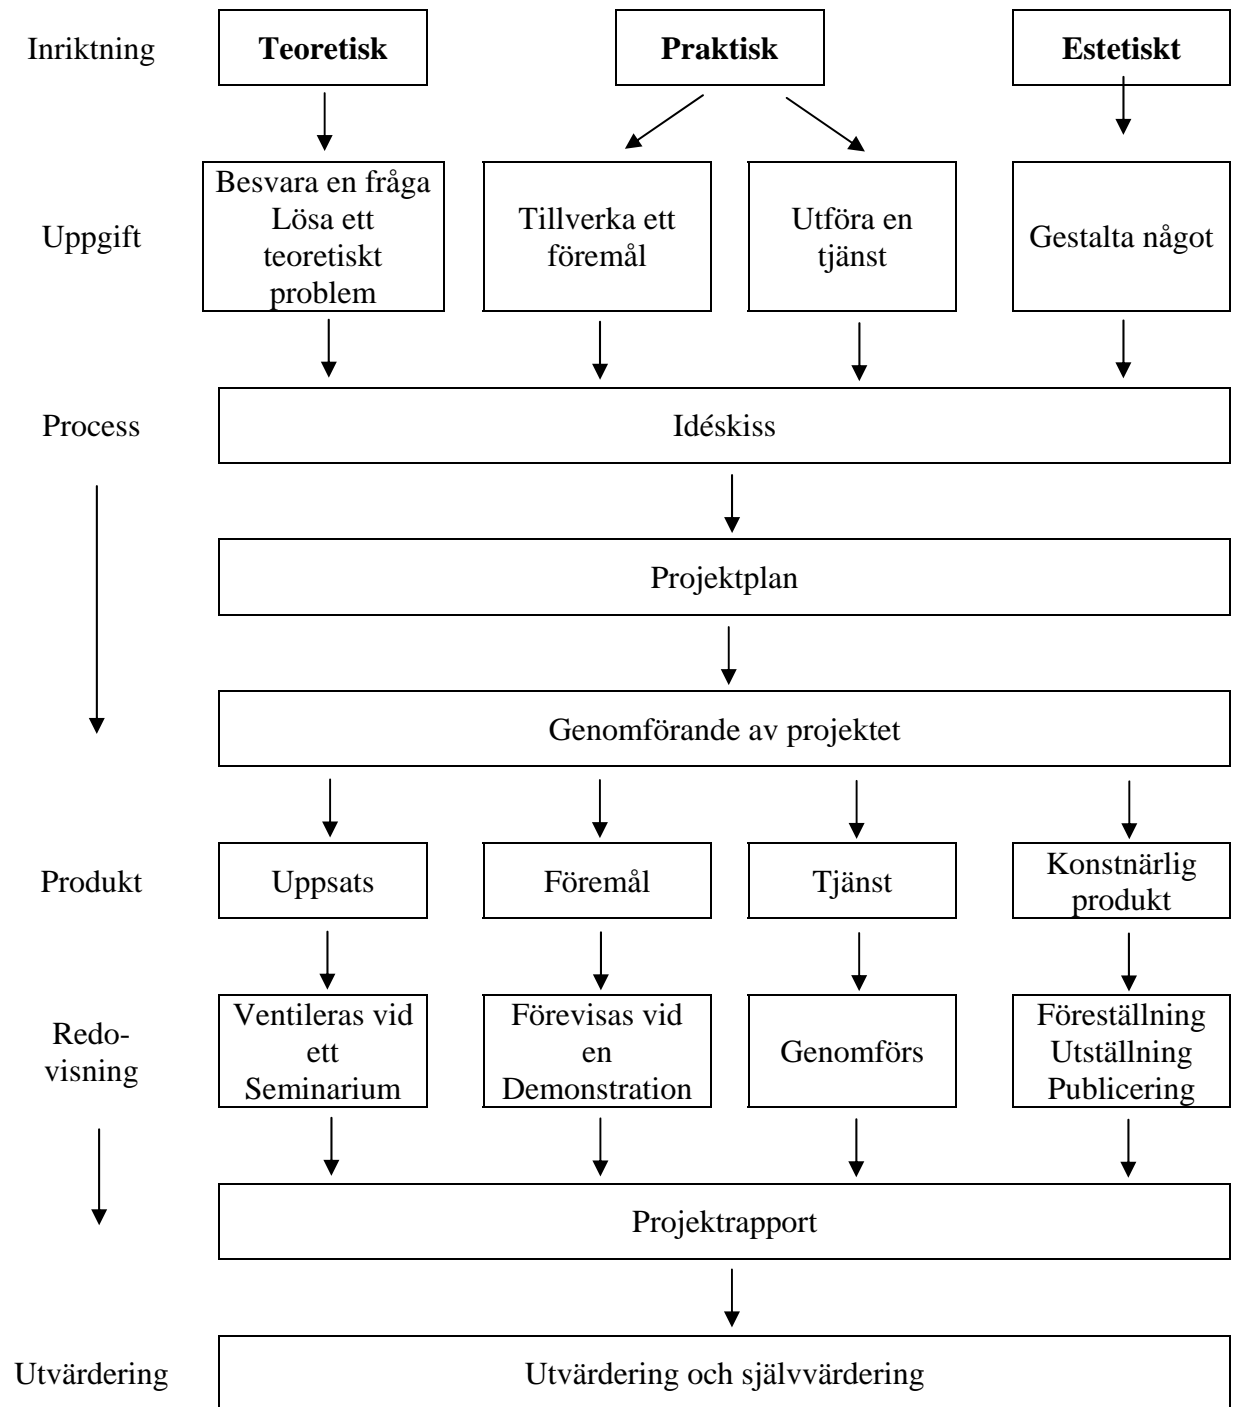 Inriktning
Teoretisk
Praktisk
Estetiskt
Uppgift
Besvara en fråga
Lösa ett
teoretiskt
problem
Tillverka ett
föremål
Utföra en
tjänst
Gestalta något
Process
Idéskiss
Projektplan
Genomförande av projektet
Produkt
Uppsats
Föremål
Tjänst
Konstnärlig
produkt
Redo-
visning
Ventileras vid
ett
Seminarium
Förevisas vid
en
Demonstration
Genomförs
Föreställning
Utställning
Publicering
Projektrapport
Utvärdering
Utvärdering och självvärdering